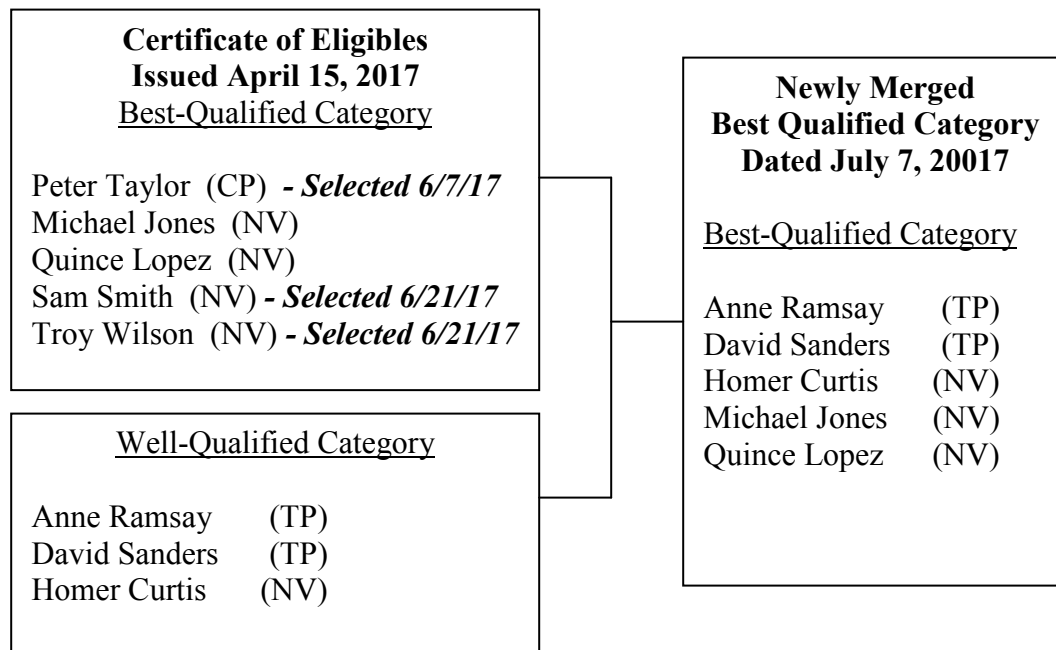 Certificate of Eligibles
Issued April 15, 2017
Best-Qualified Category
Peter Taylor (CP) - Selected 6/7/17
Michael Jones (NV)
Quince Lopez (NV)
Sam Smith (NV) - Selected 6/21/17
Troy Wilson (NV) - Selected 6/21/17
Well-Qualified Category
Anne Ramsay (TP)
David Sanders (TP)
Homer Curtis (NV)
Newly Merged
Best Qualified Category
Dated July 7, 20017
Best-Qualified Category
Anne Ramsay (TP)
David Sanders (TP)
Homer Curtis (NV)
Michael Jones (NV)
Quince Lopez (NV)